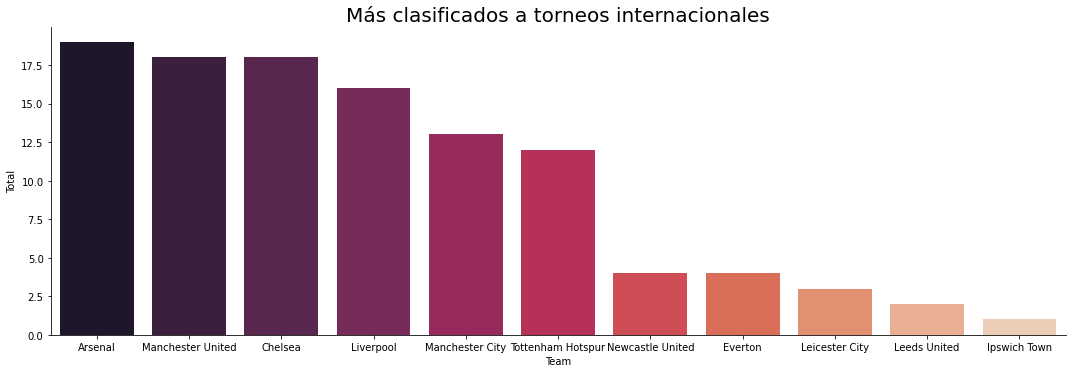 Más clasificados a torneos internacionales
Total
17.5
15.0
12.5
10.0
7.5
5.0
2.5
0.0
Arsenal Manchester United Chelsea Liverpool Manchester City Tottenham Hotspur Newcastle United Everton Leicester City Leeds United Ipswich Town
Team